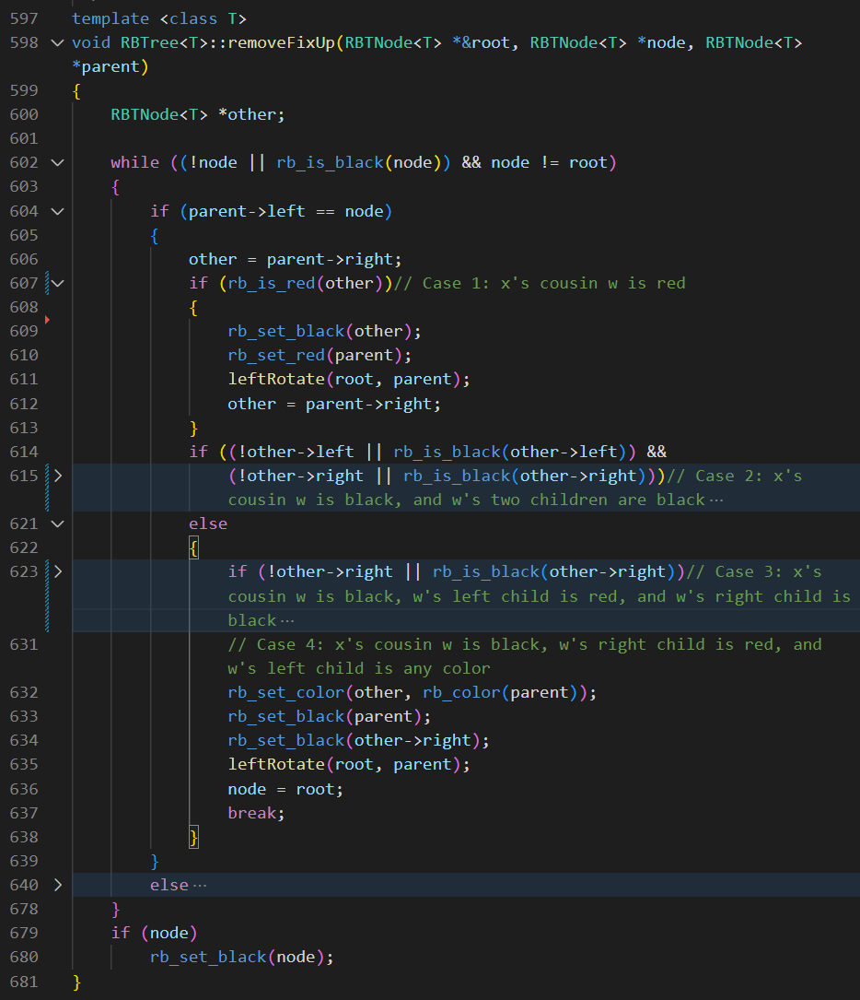 597 template <class T>
598 void RBTree<T>::removeFixUp(RBTNode<T> *&root, RBTNode<T> *node, RBTNode<T>
*parent)
599 {
600 RBTNode<T> *other;
601
602 while ((!node || rb_is_black(node)) && node != root)
603 {
604 if (parent->left == node)
605 {
606 other = parent->right;
607 if (rb_is_red(other))// Case 1: x's cousin w is red
608 {
609 rb_set_black(other);
610 rb_set_red(parent);
611 leftRotate(root, parent);
612 other = parent->right;
613 }
614 if ((!other->left || rb_is_black(other->left)) &&
615 (!other->right || rb_is_black(other->right)))// Case 2: x's
cousin w is black, and w's two children are black ···
621 else
622 {
623 if (!other->right || rb_is_black(other->right))// Case 3: x's
cousin w is black, w's left child is red, and w's right child is
black ···
631 // Case 4: x's cousin w is black, w's right child is red, and
w's left child is any color
632 rb_set_color(other, rb_color(parent));
633 rb_set_black(parent);
634 rb_set_black(other->right);
635 leftRotate(root, parent);
636 node = root;
637 break;
638 }
639 }
640 else ···
678 }
679 if (node)
680 rb_set_black(node);
681 }